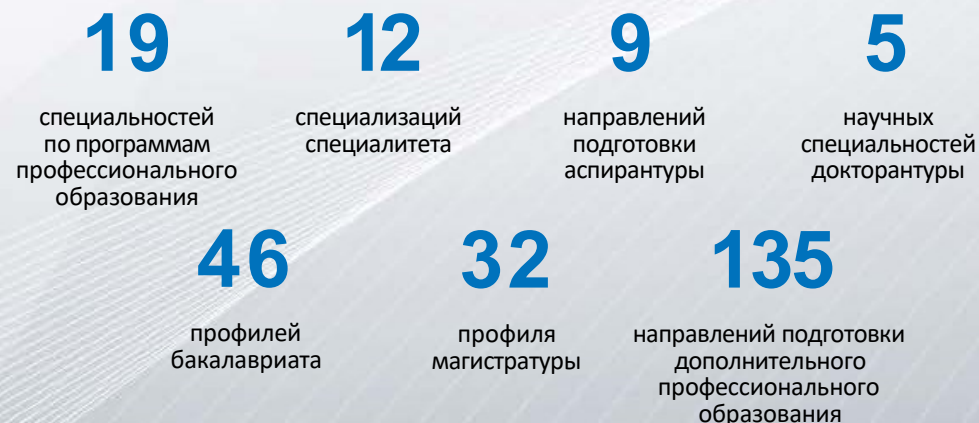 19
специальностей
по программам
профессионального
образования
12
специализаций
специалитета
9
направлений
подготовки
аспирантуры
5
научных
специальностей
докторантуры
46
профилей
бакалавриата
32
профиля
магистратуры
135
направлений подготовки
дополнительного
профессионального
образования